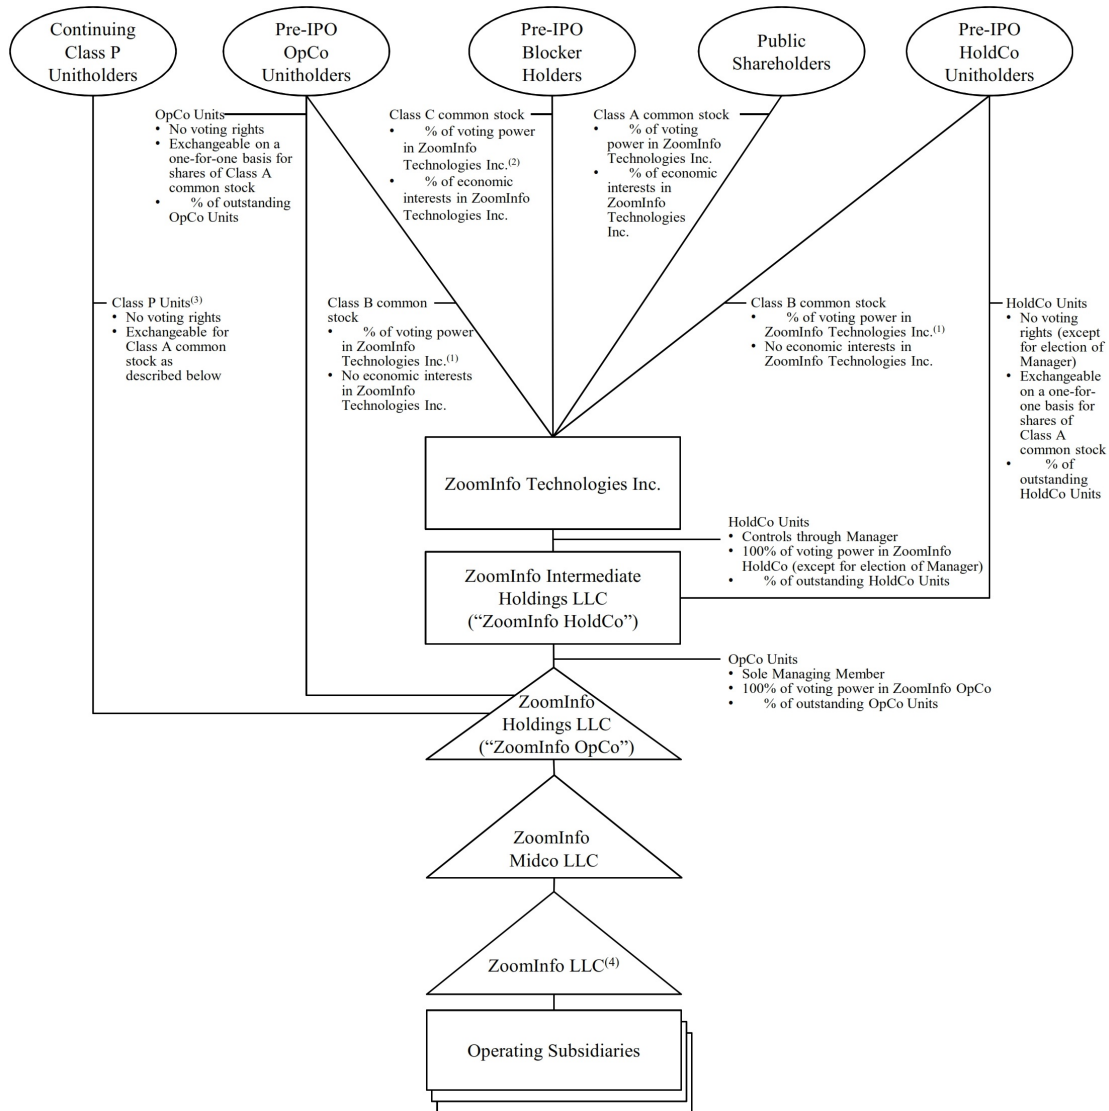 Continuing
Class P
Unitholders
Pre-IPO
OpCo
Unitholders
Pre-IPO
Blocker
Holders
Public
Shareholders
Pre-IPO
HoldCo
Unitholders
OpCo Units
• No voting rights
• Exchangeable on a
one-for-one basis for
shares of Class A
common stock
• % of outstanding
OpCo Units
Class C common stock
• % of voting power
in ZoomInfo
Technologies Inc.(2)
• % of economic
interests in ZoomInfo
Technologies Inc.
Class A common stock
• % of voting
power in ZoomInfo
Technologies Inc.
• % of economic
interests in
ZoomInfo
Technologies
Inc.
Class P Units(3)
• No voting rights
• Exchangeable for
Class A common
stock as
described below
Class B common
stock
• % of voting power
in ZoomInfo
Technologies Inc.(1)
• No economic interests
in ZoomInfo
Technologies Inc.
Class B common stock
• % of voting power in
ZoomInfo Technologies Inc.(1)
• No economic interests in
ZoomInfo Technologies Inc.
HoldCo Units
• No voting
rights (except
for election of
Manager)
• Exchangeable
on a one-for-
one basis for
shares of
Class A
common stock
• % of
outstanding
HoldCo Units
ZoomInfo Technologies Inc.
HoldCo Units
• Controls through Manager
• 100% of voting power in ZoomInfo
HoldCo (except for election of Manager)
• % of outstanding HoldCo Units
ZoomInfo Intermediate
Holdings LLC
(“ZoomInfo HoldCo”)
OpCo Units
• Sole Managing Member
• 100% of voting power in ZoomInfo OpCo
• % of outstanding OpCo Units
ZoomInfo
Holdings LLC
(“ZoomInfo OpCo”)
ZoomInfo
Midco LLC
ZoomInfo LLC(4)
Operating Subsidiaries